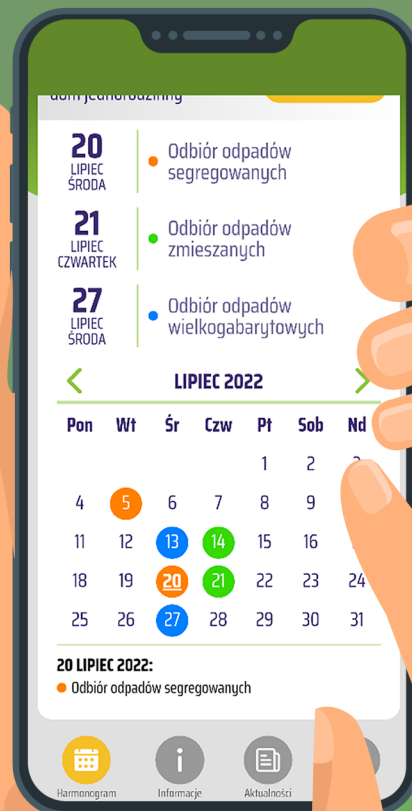 20
LIPIEC
ŚRODA
Odbiór odpadów
segregowanych
21
LIPIEC
CZWARTEK
Odbiór odpadów
zmieszanych
27
LIPIEC
ŚRODA
Odbiór odpadów
wielkogabarytowych
LIPIEC 2022
Pon Wt Śr Czw Pt Sob Nd
1 2
4 5 6 7 8 9
11 12 13 14 15 16
18 19 20 21 22 23 24
25 26 27 28 29 30 31
20 LIPIEC 2022:
Odbiór odpadów segregowanych
Harmonogram Informacje Aktualności